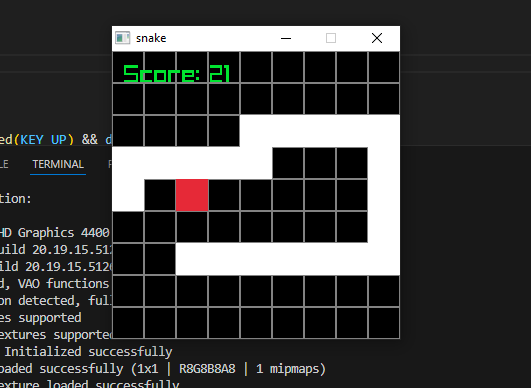 snake
Score: 21
ed(KEY_UP) && d
LE
TERMINAL
tion:
HD Graphics 4400
uild 20.19.15.512
ild 20.19.15.512
d, VAO functions
on detected, full
es supported
extures supported
Initialized successfully
oaded successfully (1x1 | R8G8B8A8 | 1 mipmaps)
exture loaded successfully